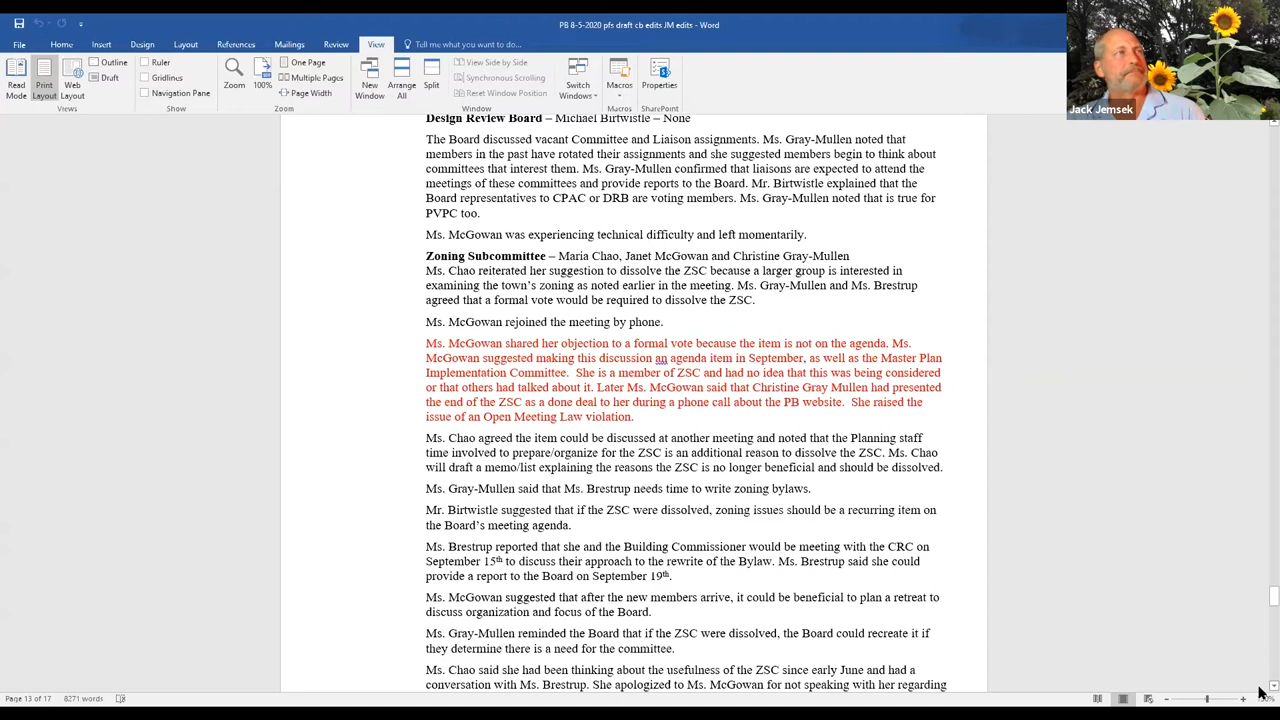 PB 8-5-2020 pfs draft cb edits JM edits - Word
File Home Insert Design Layout References Mailings Review View Tell me what you want to do...
Read Mode
Print Layout
Web Layout
Outline
Draft
Views
Ruler
Gridlines
Navigation Pane
Show
Zoom
100%
One Page
Multiple Pages
Page Width
Zoom
New Window
Arrange All
Split
View Side by Side
Synchronous Scrolling
Reset Window Position
Window
Switch Windows
Macros
Macros
Properties
SharePoint
Jack Jemsek
Design Review Board – Michael Birtwistle – None
The Board discussed vacant Committee and Liaison assignments. Ms. Gray-Mullen noted that
members in the past have rotated their assignments and she suggested members begin to think about
committees that interest them. Ms. Gray-Mullen confirmed that liaisons are expected to attend the
meetings of these committees and provide reports to the Board. Mr. Birtwistle explained that the
Board representatives to CPAC or DRB are voting members. Ms. Gray-Mullen noted that is true for
PVPC too.
Ms. McGowan was experiencing technical difficulty and left momentarily.
Zoning Subcommittee – Maria Chao, Janet McGowan and Christine Gray-Mullen
Ms. Chao reiterated her suggestion to dissolve the ZSC because a larger group is interested in
examining the town's zoning as noted earlier in the meeting. Ms. Gray-Mullen and Ms. Brestrup
agreed that a formal vote would be required to dissolve the ZSC.
Ms. McGowan rejoined the meeting by phone.
Ms. McGowan shared her objection to a formal vote because the item is not on the agenda. Ms.
McGowan suggested making this discussion an agenda item in September, as well as the Master Plan
Implementation Committee. She is a member of ZSC and had no idea that this was being considered
or that others had talked about it. Later Ms. McGowan said that Christine Gray Mullen had presented
the end of the ZSC as a done deal to her during a phone call about the PB website. She raised the
issue of an Open Meeting Law violation.
Ms. Chao agreed the item could be discussed at another meeting and noted that the Planning staff
time involved to prepare/organize for the ZSC is an additional reason to dissolve the ZSC. Ms. Chao
will draft a memo/list explaining the reasons the ZSC is no longer beneficial and should be dissolved.
Ms. Gray-Mullen said that Ms. Brestrup needs time to write zoning bylaws.
Mr. Birtwistle suggested that if the ZSC were dissolved, zoning issues should be a recurring item on
the Board's meeting agenda.
Ms. Brestrup reported that she and the Building Commissioner would be meeting with the CRC on
September 15th to discuss their approach to the rewrite of the Bylaw. Ms. Brestrup said she could
provide a report to the Board on September 19th.
Ms. McGowan suggested that after the new members arrive, it could be beneficial to plan a retreat to
discuss organization and focus of the Board.
Ms. Gray-Mullen reminded the Board that if the ZSC were dissolved, the Board could recreate it if
they determine there is a need for the committee.
Ms. Chao said she had been thinking about the usefulness of the ZSC since early June and had a
conversation with Ms. Brestrup. She apologized to Ms. McGowan for not speaking with her regarding
Page 13 of 17 8271 words